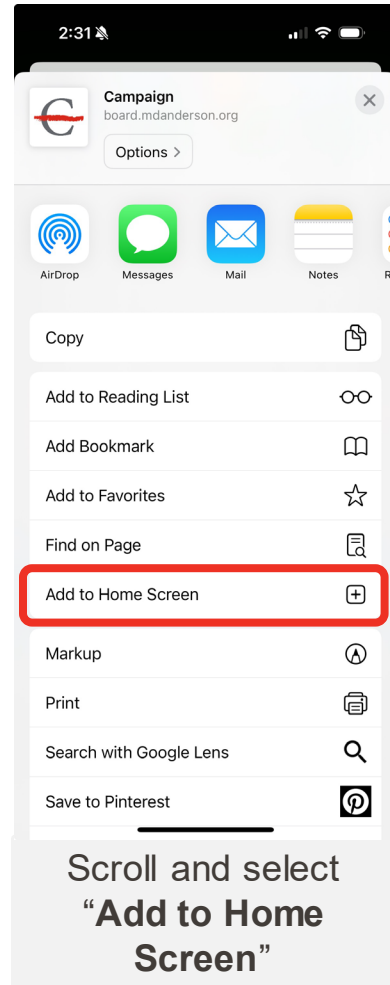 2:31
Campaign
board.mdanderson.org
Options >
AirDrop Messages Mail Notes R
Copy
Add to Reading List
Add Bookmark
Add to Favorites
Find on Page
Add to Home Screen
Markup
Print
Search with Google Lens
Save to Pinterest
Scroll and select
“Add to Home
Screen”